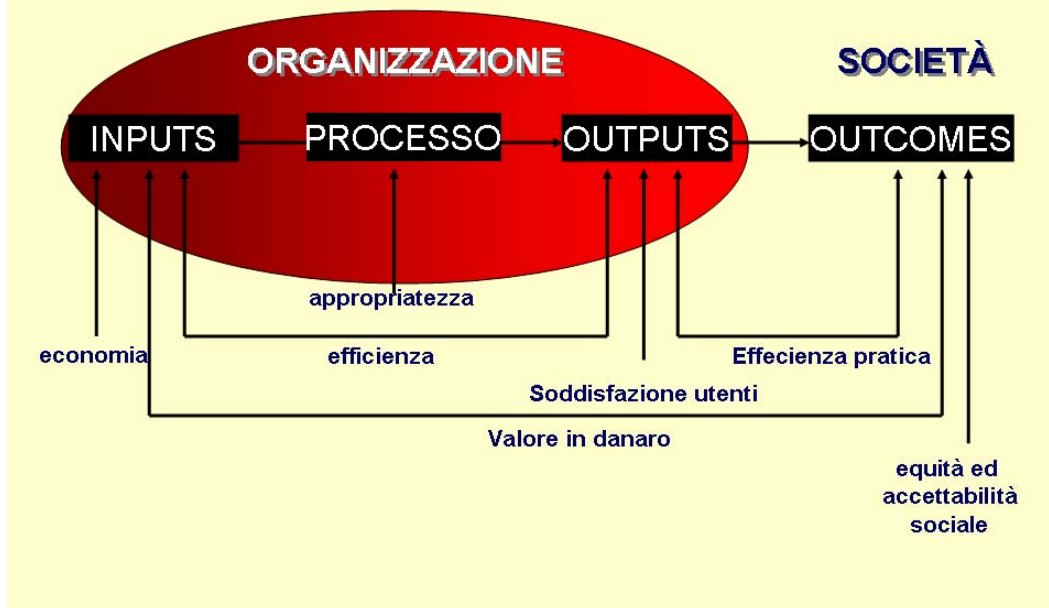 ORGANIZZAZIONE
SOCIETÀ
INPUTS
PROCESSO
OUTPUTS
OUTCOMES
appropriatezza
economia
efficienza
Effecienza pratica
Soddisfazione utenti
Valore in danaro
equità ed
accettabilità
sociale